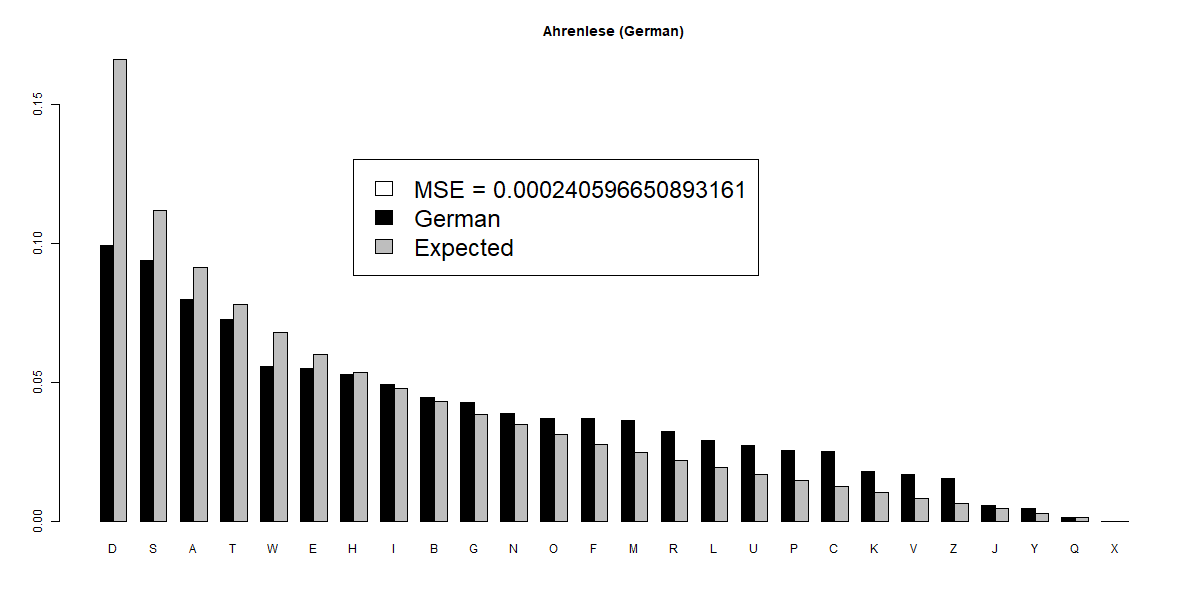 Ahrenlese (German)
0.15
0.10
0.05
0.00
MSE = 0.000240596650893161
German
Expected
D S A T W E H I B G N O F M R L U P C K V Z J Y Q X